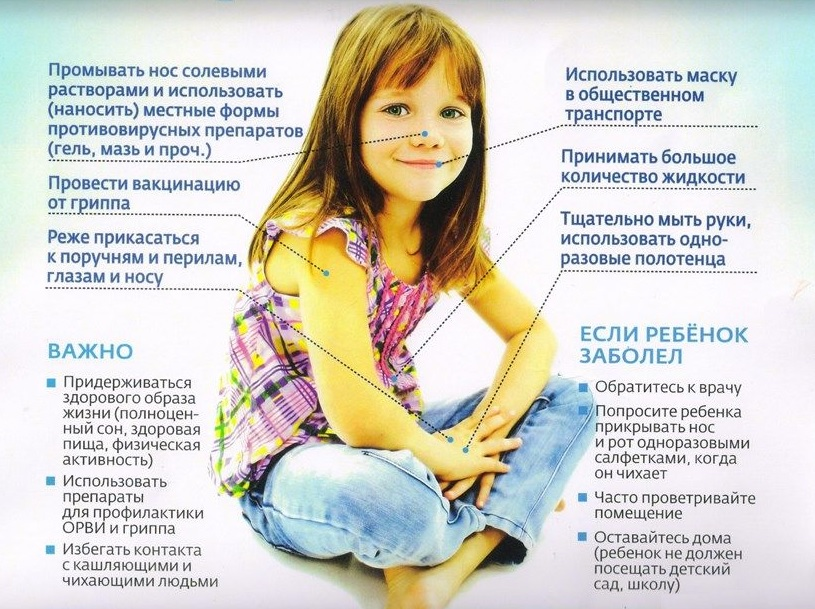 Промывать нос солевыми
растворами и использовать
(наносить) местные формы
противовирусных препаратов
(гель, мазь и проч.)
Провести вакцинацию
от гриппа
Реже прикасаться
к поручням и перилам,
глазам и носу
Использовать маску
в общественном
транспорте
Принимать большое
количество жидкости
Тщательно мыть руки,
использовать одно-
разовые полотенца
ВАЖНО
Придерживаться
здорового образа
жизни (полноцен-
ный сон, здоровая
пища, физическая
активность)
Использовать
препараты
для профилактики
ОРВИ и гриппа
Избегать контакта
с кашляющими и
чихающими людьми
ЕСЛИ РЕБЁНОК
ЗАБОЛЕЛ
Обратитесь к врачу
Попросите ребенка
прикрывать нос
и рот одноразовыми
салфетками, когда
он чихает
Часто проветривайте
помещение
Оставайтесь дома
(ребенок не должен
посещать детский
сад, школу)